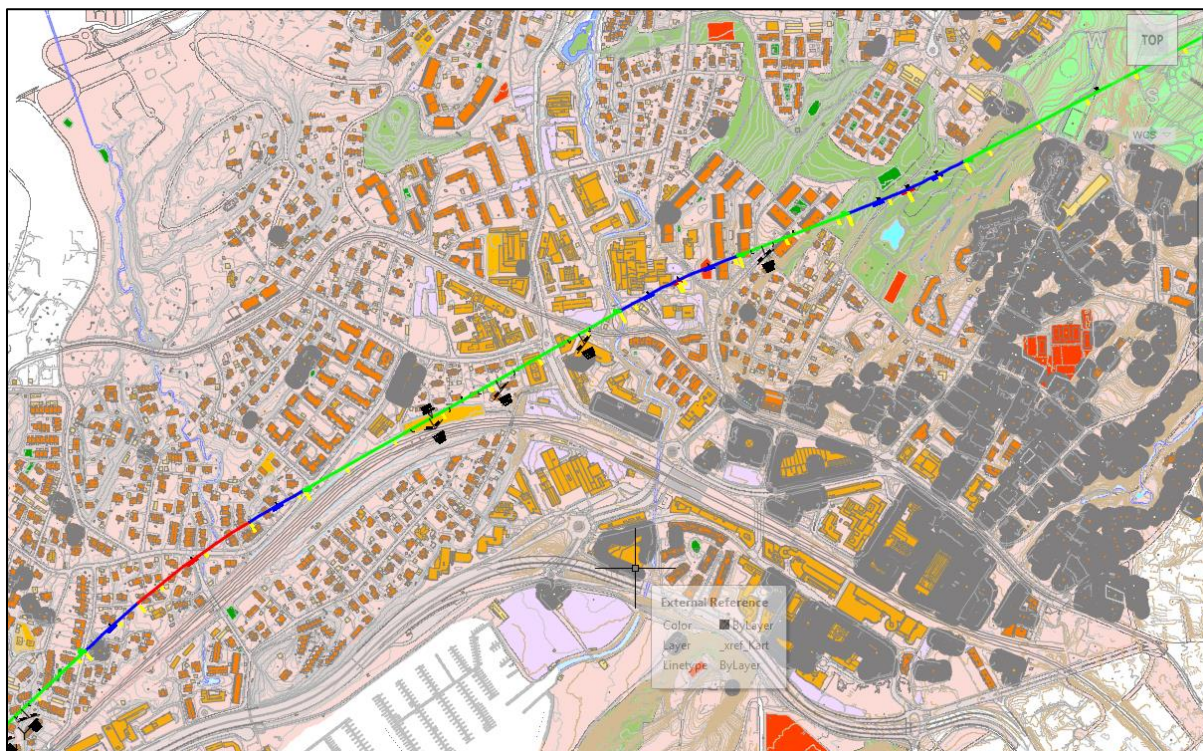 W
TOP
S
WCS
External Reference
Color ByLayer
Layer _xref_Kart
Linetype ByLayer